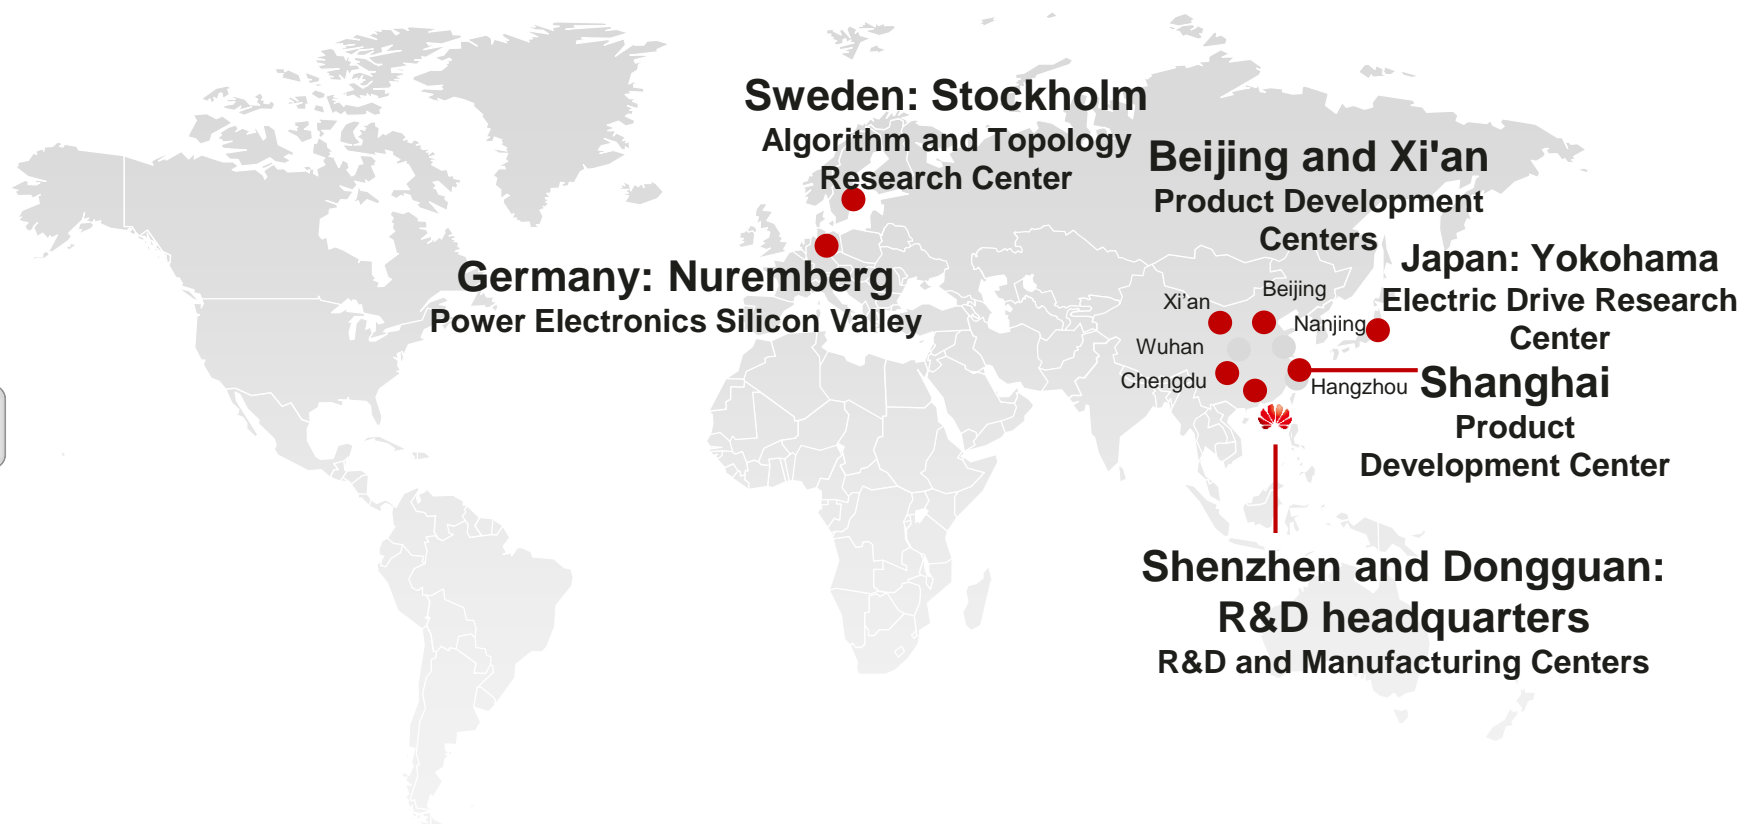 Sweden: Stockholm
Algorithm and Topology
Research Center
Beijing and Xi'an
Product Development
Centers
Germany: Nuremberg
Power Electronics Silicon Valley
Japan: Yokohama
Electric Drive Research
Center
Xi’an
Beijing
Nanjing
Wuhan
Chengdu
Hangzhou
Shanghai
Product
Development Center
Shenzhen and Dongguan:
R&D headquarters
R&D and Manufacturing Centers